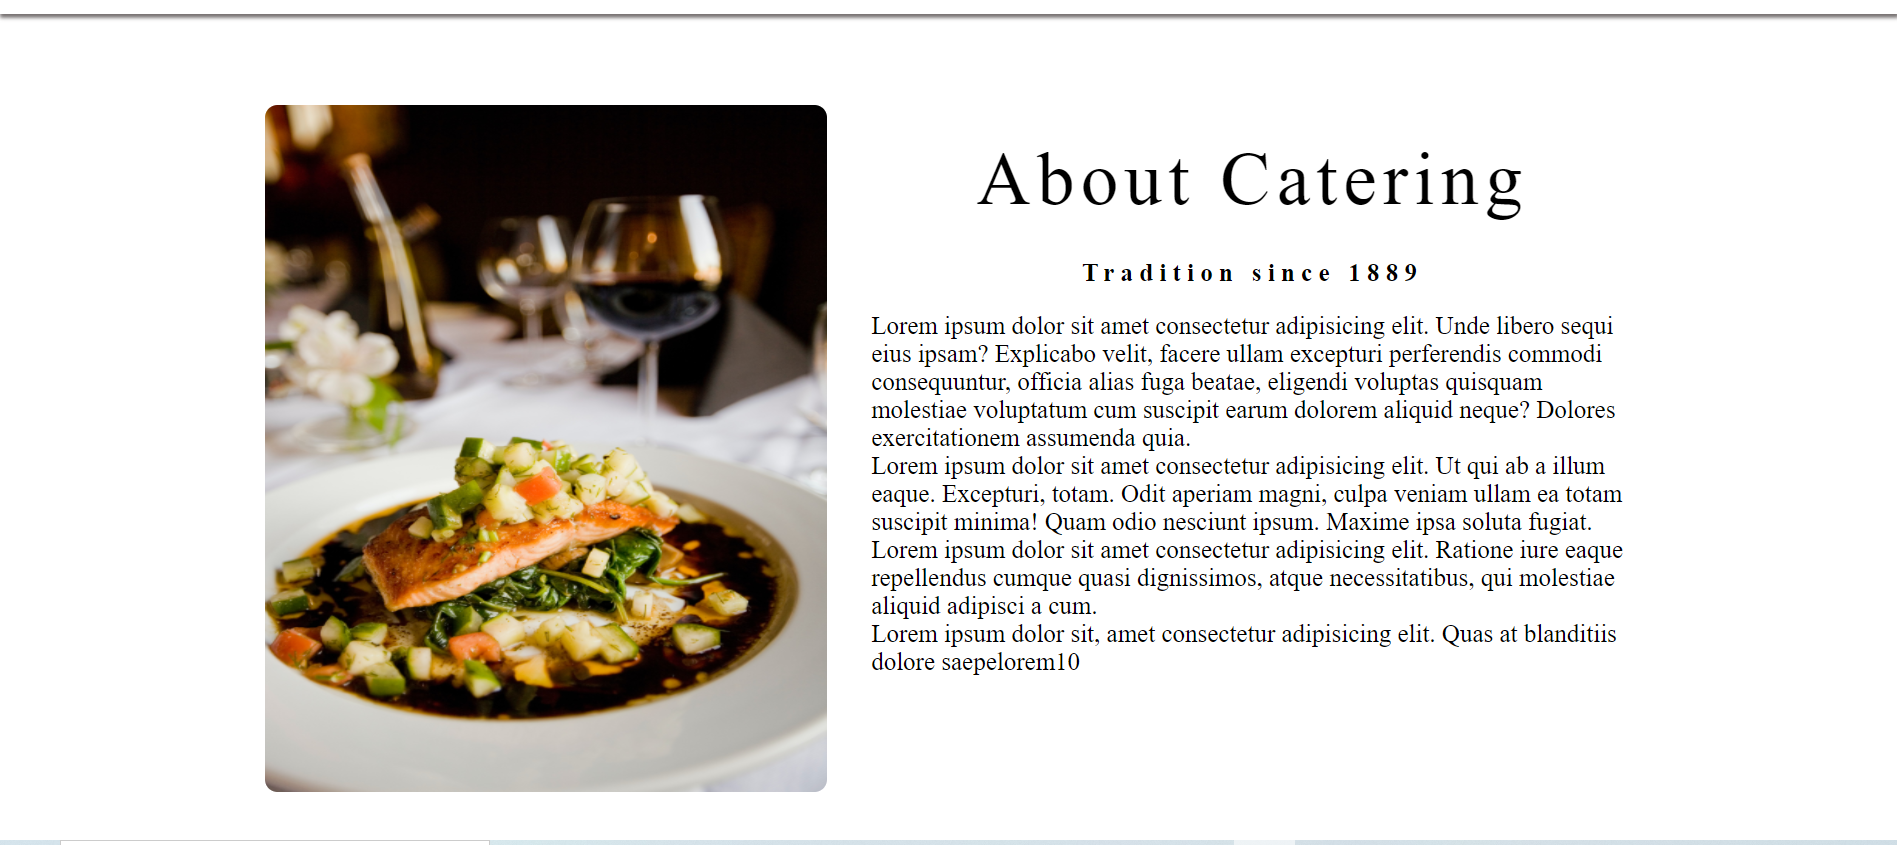 About Catering
Tradition since 1889
Lorem ipsum dolor sit amet consectetur adipisicing elit. Unde libero sequi
eius ipsam? Explicabo velit, facere ullam excepturi perferendis commodi
consequuntur, officia alias fuga beatae, eligendi voluptas quisquam
molestiae voluptatum cum suscipit earum dolorem aliquid neque? Dolores
exercitationem assumenda quia.
Lorem ipsum dolor sit amet consectetur adipisicing elit. Ut qui ab a illum
eaque. Excepturi, totam. Odit aperiam magni, culpa veniam ullam ea totam
suscipit minima! Quam odio nesciunt ipsum. Maxime ipsa soluta fugiat.
Lorem ipsum dolor sit amet consectetur adipisicing elit. Ratione iure eaque
repellendus cumque quasi dignissimos, atque necessitatibus, qui molestiae
aliquid adipisci a cum.
Lorem ipsum dolor sit, amet consectetur adipisicing elit. Quas at blanditiis
dolore saepelorem10